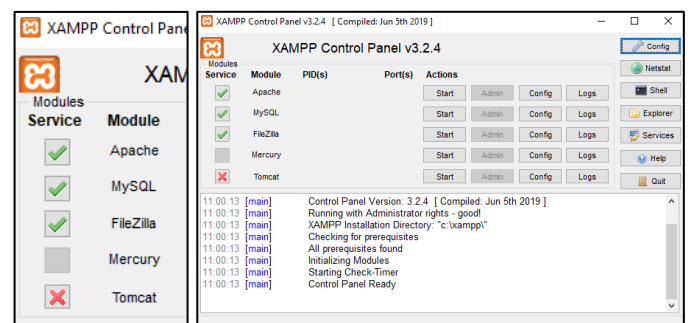 XAMPP Control Pane
XAM
Modules
Service Module
Apache
MySQL
FileZilla
Mercury
Tomcat
XAMPP Control Panel v3.2.4 [ Compiled: Jun 5th 2019 ]
XAMPP Control Panel v3.2.4
Modules
Service Module PID(s) Port(s) Actions
Apache Start Admin Config Logs
MySQL Start Admin Config Logs
FileZilla Start Admin Config Logs
Mercury Start Admin Config Logs
Tomcat Start Admin Config Logs
Config
Netstat
Shell
Explorer
Services
Help
Quit
11:00:13 [main] Control Panel Version: 3.2.4 [ Compiled: Jun 5th 2019 ]
11:00:13 [main] Running with Administrator rights - good!
11:00:13 [main] XAMPP Installation Directory: "c:\xampp\"
11:00:13 [main] Checking for prerequisites
11:00:13 [main] All prerequisites found
11:00:13 [main] Initializing Modules
11:00:13 [main] Starting Check-Timer
11:00:13 [main] Control Panel Ready